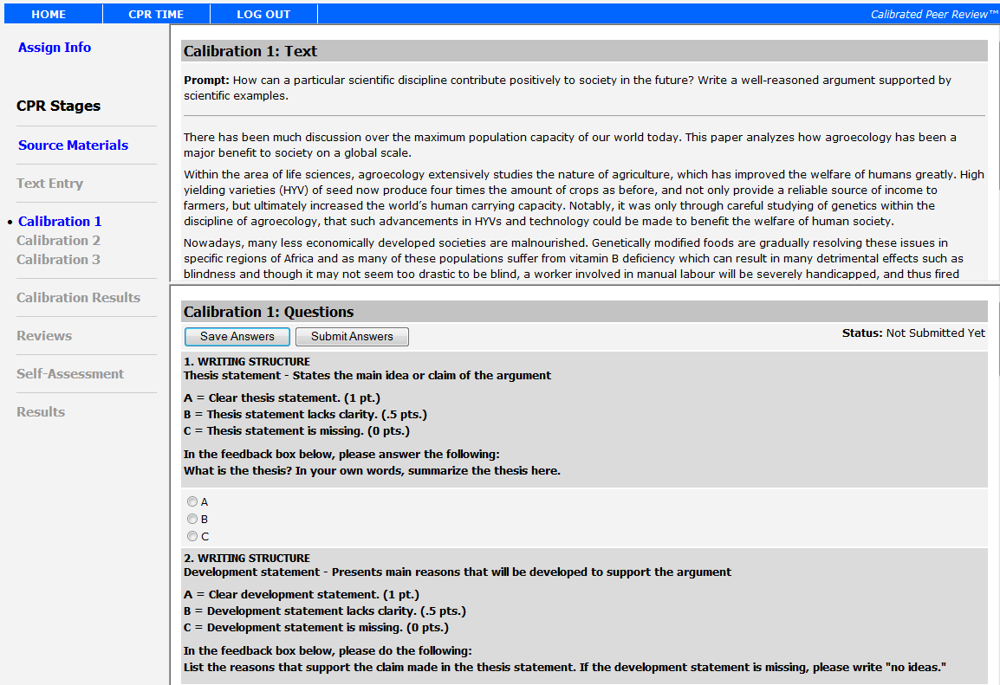 HOME CPR TIME LOG OUT Calibrated Peer Review™
Assign Info
CPR Stages
Source Materials
Text Entry
• Calibration 1
Calibration 2
Calibration 3
Calibration Results
Reviews
Self-Assessment
Results
Calibration 1: Text
Prompt: How can a particular scientific discipline contribute positively to society in the future? Write a well-reasoned argument supported by
scientific examples.
There has been much discussion over the maximum population capacity of our world today. This paper analyzes how agroecology has been a
major benefit to society on a global scale.
Within the area of life sciences, agroecology extensively studies the nature of agriculture, which has improved the welfare of humans greatly. High
yielding varieties (HYV) of seed now produce four times the amount of crops as before, and not only provide a reliable source of income to
farmers, but ultimately increased the world's human carrying capacity. Notably, it was only through careful studying of genetics within the
discipline of agroecology, that such advancements in HYVs and technology could be made to benefit the welfare of human society.
Nowadays, many less economically developed societies are malnourished. Genetically modified foods are gradually resolving these issues in
specific regions of Africa and as many of these populations suffer from vitamin B deficiency which can result in many detrimental effects such as
blindness and though it may not seem too drastic to be blind, a worker involved in manual labour will be severely handicapped, and thus fired
Calibration 1: Questions
Save Answers Submit Answers Status: Not Submitted Yet
1. WRITING STRUCTURE
Thesis statement - States the main idea or claim of the argument
A = Clear thesis statement. (1 pt.)
B = Thesis statement lacks clarity. (.5 pts.)
C = Thesis statement is missing. (0 pts.)
In the feedback box below, please answer the following:
What is the thesis? In your own words, summarize the thesis here.
A
B
C
2. WRITING STRUCTURE
Development statement - Presents main reasons that will be developed to support the argument
A = Clear development statement. (1 pt.)
B = Development statement lacks clarity. (.5 pts.)
C = Development statement is missing. (0 pts.)
In the feedback box below, please do the following:
List the reasons that support the claim made in the thesis statement. If the development statement is missing, please write "no ideas."